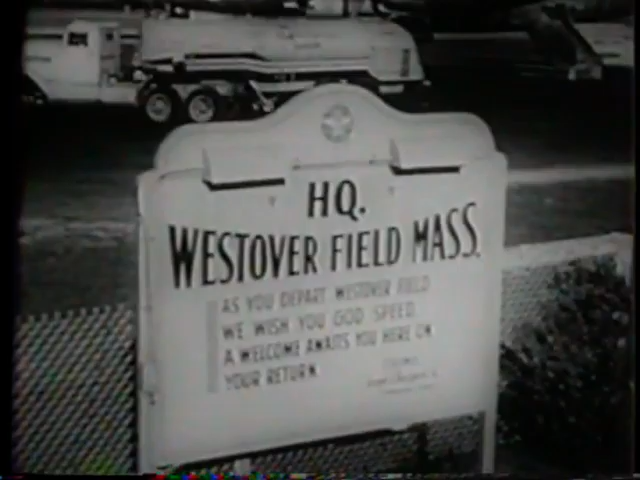 HQ.
WESTOVER FIELD MASS.
AS YOU DEPART WESTOVER FIELD
WE WISH YOU GOD SPEED.
A WELCOME AWAITS YOU HERE ON
YOUR RETURN